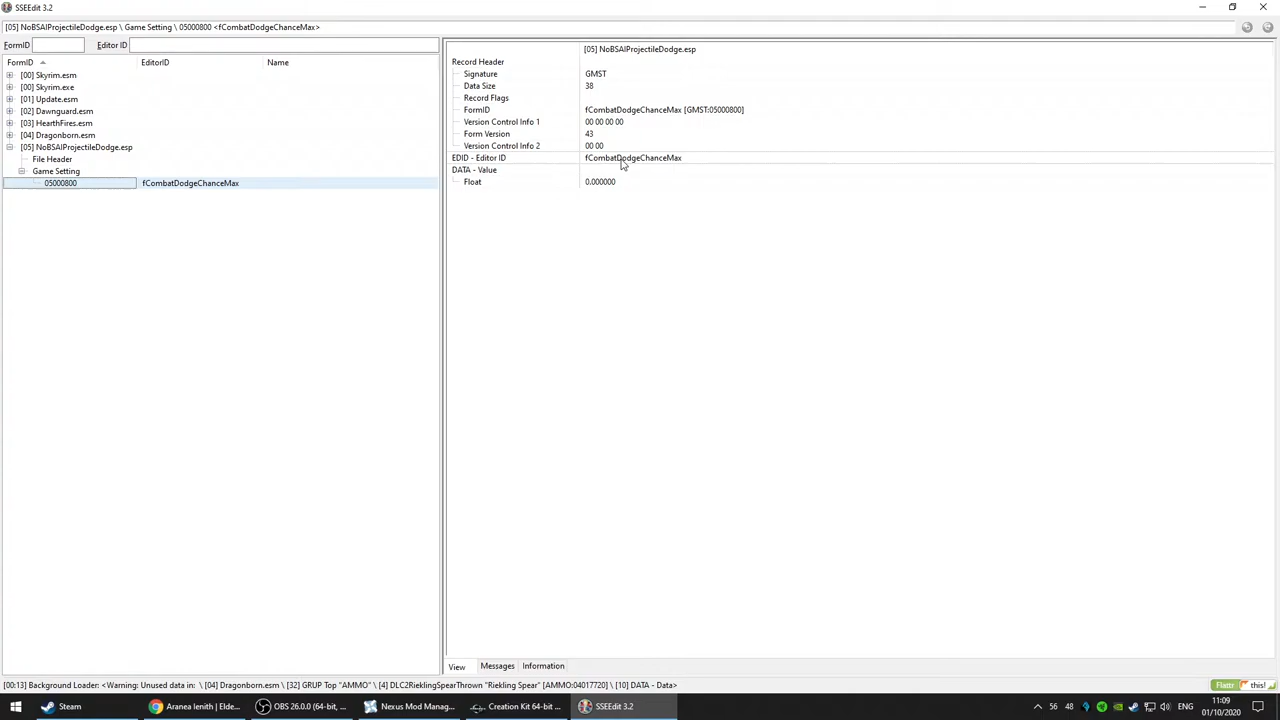 SSEEdit 3.2
[05] NoBSAIProjectileDodge.esp \ Game Setting \ 05000800 <fCombatDodgeChanceMax>
FormID Editor ID
FormID EditorID Name
[00] Skyrim.esm
[00] Skyrim.exe
[01] Update.esm
[02] Dawnguard.esm
[03] HearthFires.esm
[04] Dragonborn.esm
[05] NoBSAIProjectileDodge.esp
File Header
Game Setting
05000800 fCombatDodgeChanceMax
[05] NoBSAIProjectileDodge.esp
Record Header
Signature GMST
Data Size 38
Record Flags
FormID fCombatDodgeChanceMax [GMST:05000800]
Version Control Info 1 00 00 00 00
Form Version 43
Version Control Info 2 00 00
EDID - Editor ID fCombatDodgeChanceMax
DATA - Value
Float 0.000000
View Messages Information
[00:13] Background Loader: <Warning: Unused data in: \ [04] Dragonborn.esm \ [32] GRUP Top "AMMO" \ [4] DLC2RieklingSpearThrown "Riekling Spear" [AMMO:04017720] \ [10] DATA - Data>
Flattr this!
Steam Aranea Ienith | Elde... OBS 26.0.0 (64-bit, ... Nexus Mod Manag... Creation Kit 64-bit ... SSEEdit 3.2 56 48 ENG 11:09
01/10/2020